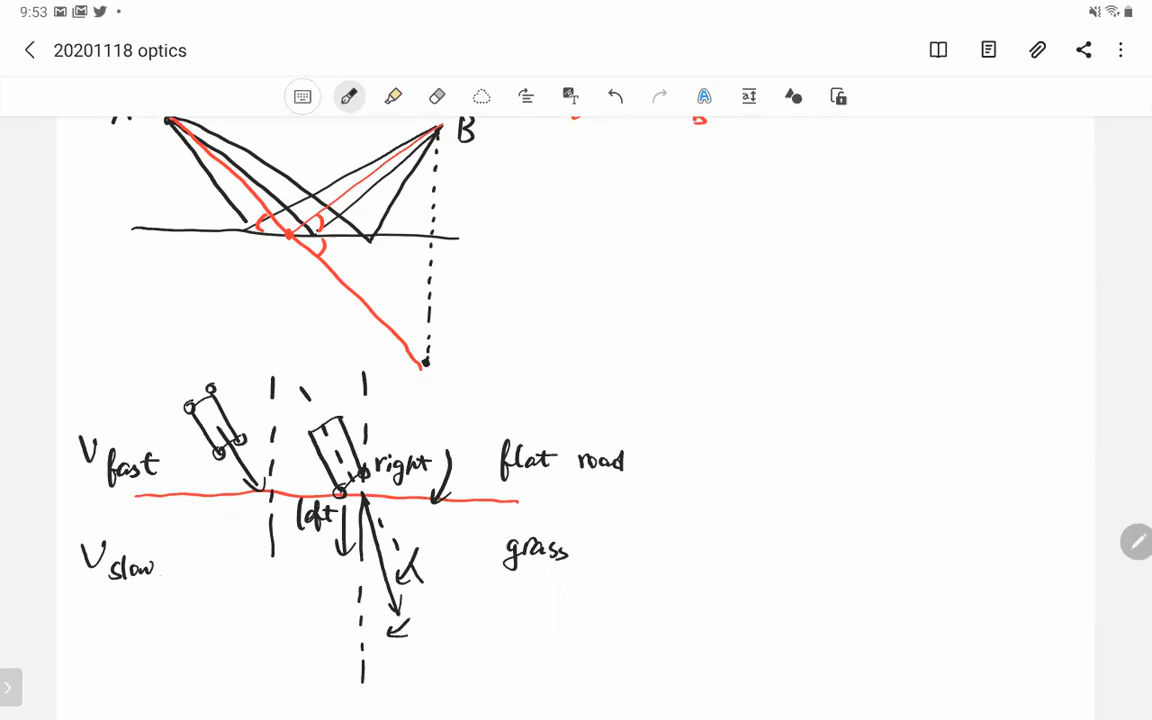 9:53
20201118 optics
B
right
V fast
flat road
left
V slow
grass